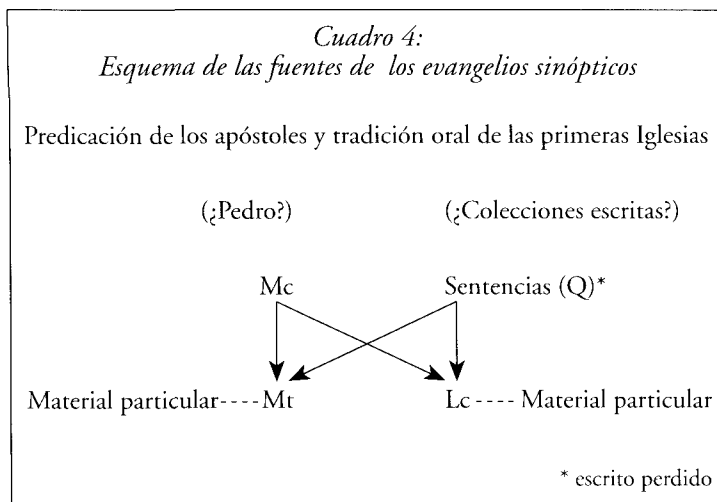 Cuadro 4:
Esquema de las fuentes de los evangelios sinópticos
Predicación de los apóstoles y tradición oral de las primeras Iglesias
(¿Pedro?) (¿Colecciones escritas?)
Mc Sentencias (Q)*
Material particular----Mt Lc---- Material particular
* escrito perdido